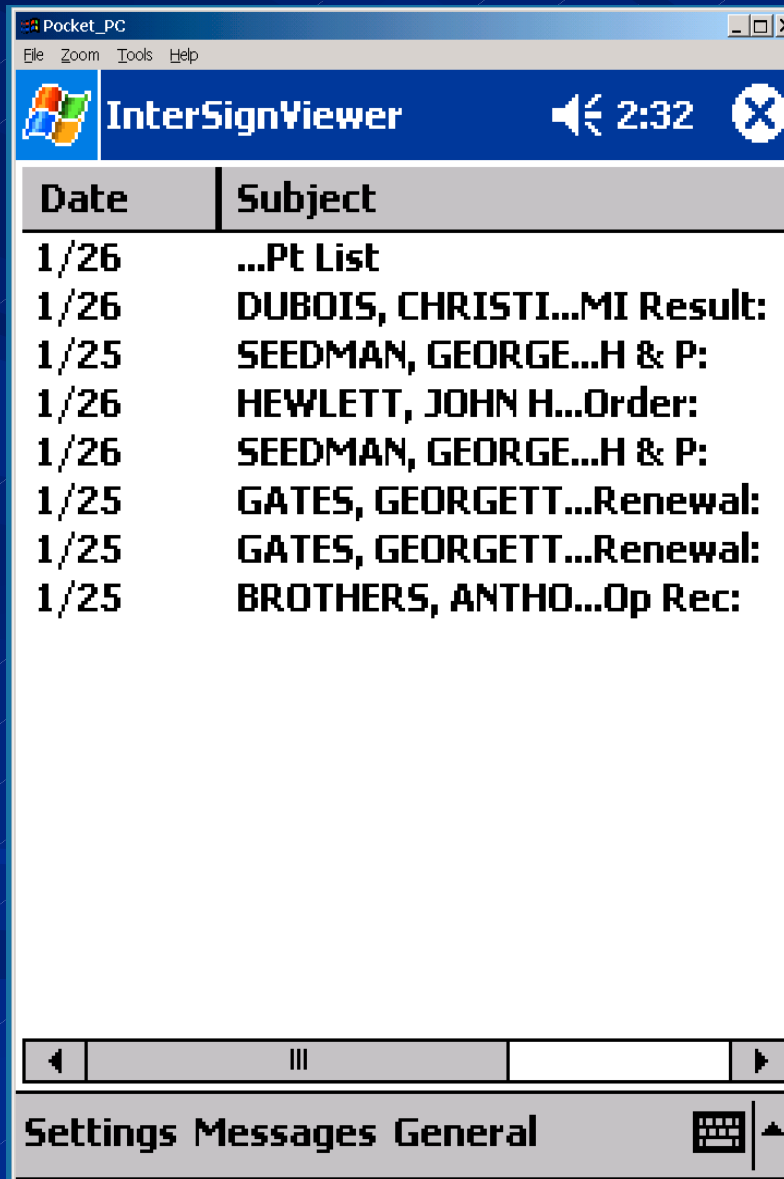 Pocket_PC
File Zoom Tools Help
InterSignViewer 2:32
Date Subject
1/26 ...Pt List
1/26 DUBOIS, CHRISTI...MI Result:
1/25 SEEDMAN, GEORGE...H & P:
1/26 HEWLETT, JOHN H...Order:
1/26 SEEDMAN, GEORGE...H & P:
1/25 GATES, GEORGETT...Renewal:
1/25 GATES, GEORGETT...Renewal:
1/25 BROTHERS, ANTHO...Op Rec:
Settings Messages General